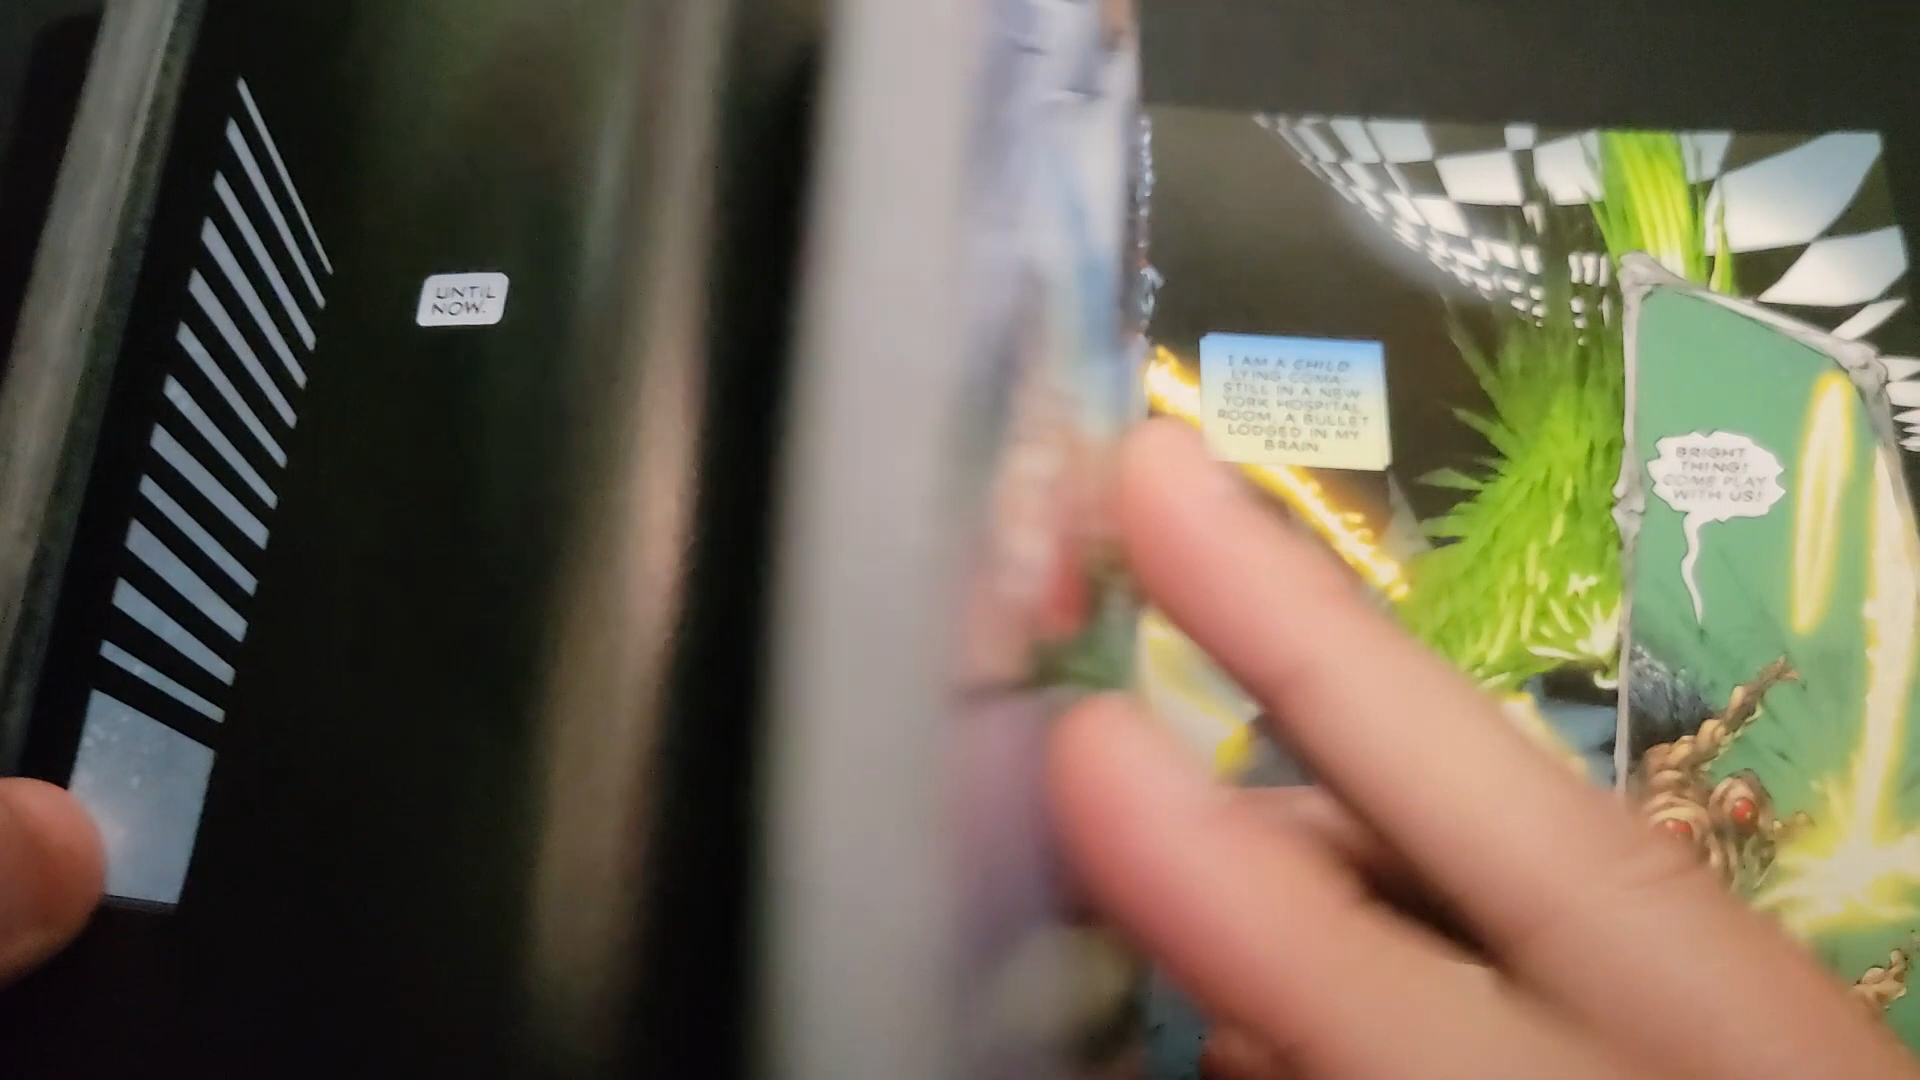 UNTIL
NOW.
I AM A CHILD
LYING COMA-
STILL IN A NEW
YORK HOSPITAL
ROOM, A BULLET
LODGED IN MY
BRAIN.
BRIGHT
THING!
COME PLAY
WITH US!